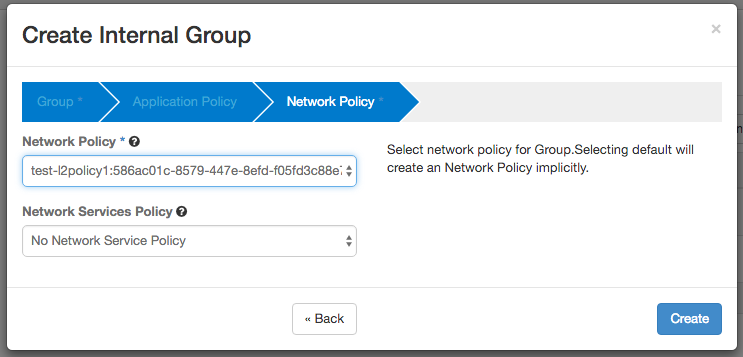 Create Internal Group
×
Group *
Application Policy
Network Policy *
Network Policy * ?
test-l2policy1:586ac01c-8579-447e-8efd-f05fd3c88e
Select network policy for Group.Selecting default will
create an Network Policy implicitly.
Network Services Policy ?
No Network Service Policy
« Back
Create